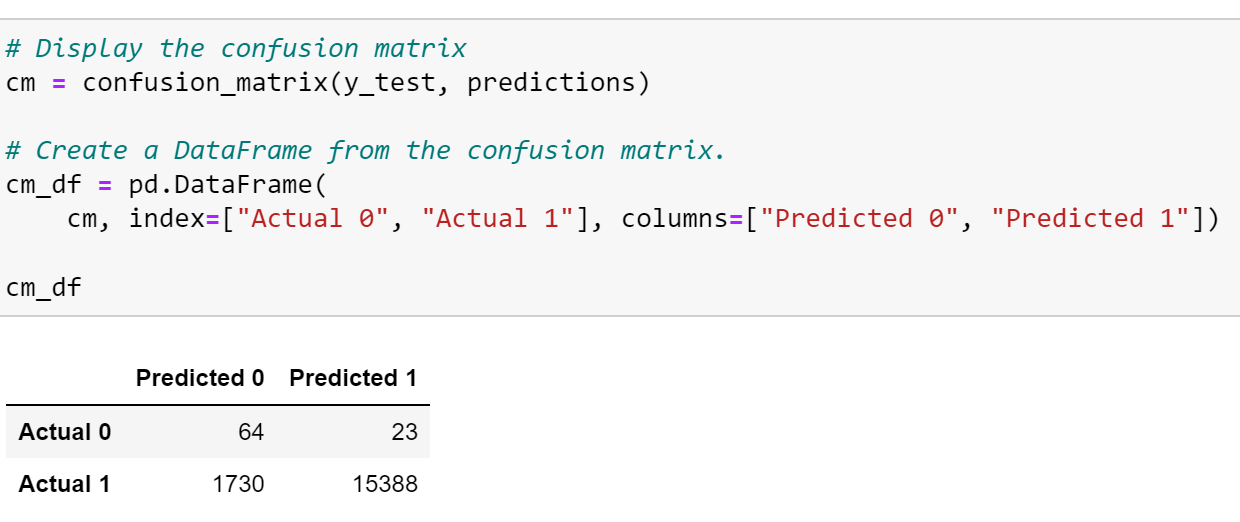 # Display the confusion matrix
cm = confusion_matrix(y_test, predictions)
# Create a DataFrame from the confusion matrix.
cm_df = pd.DataFrame(
    cm, index=["Actual 0", "Actual 1"], columns=["Predicted 0", "Predicted 1"])
cm_df
Predicted 0 Predicted 1
Actual 0 64 23
Actual 1 1730 15388